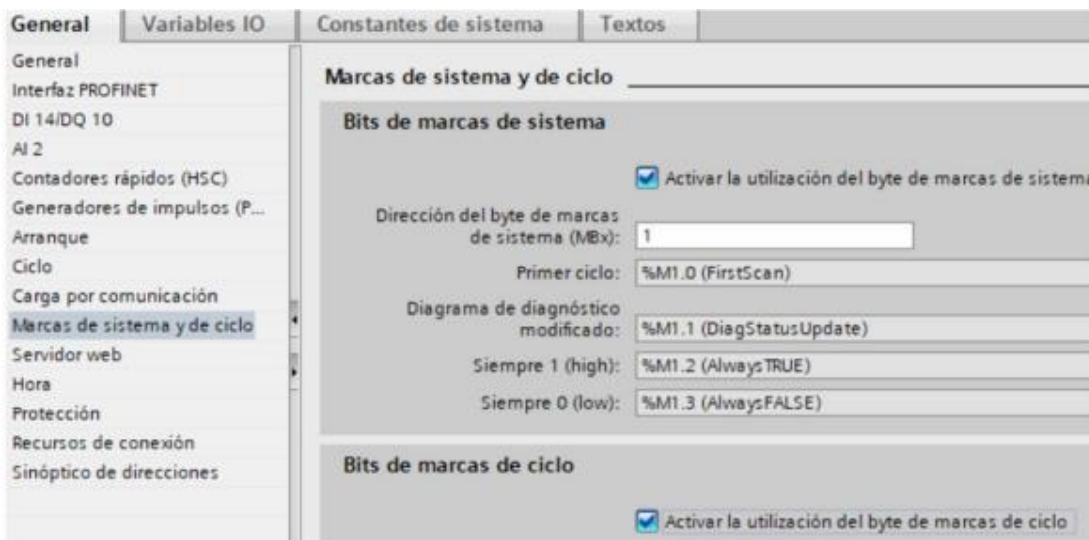 General
Variables IO
Constantes de sistema
Textos
General
Interfaz PROFINET
DI 14/DQ 10
AI 2
Contadores rápidos (HSC)
Generadores de impulsos (P...
Arranque
Ciclo
Carga por comunicación
Marcas de sistema y de ciclo
Servidor web
Hora
Protección
Recursos de conexión
Sinóptico de direcciones
Marcas de sistema y de ciclo
Bits de marcas de sistema
Activar la utilización del byte de marcas de sistema
Dirección del byte de marcas
de sistema (MBx):
1
Primer ciclo:
%M1.0 (FirstScan)
Diagrama de diagnóstico
modificado:
%M1.1 (DiagStatusUpdate)
Siempre 1 (high):
%M1.2 (AlwaysTRUE)
Siempre 0 (low):
%M1.3 (AlwaysFALSE)
Bits de marcas de ciclo
Activar la utilización del byte de marcas de ciclo